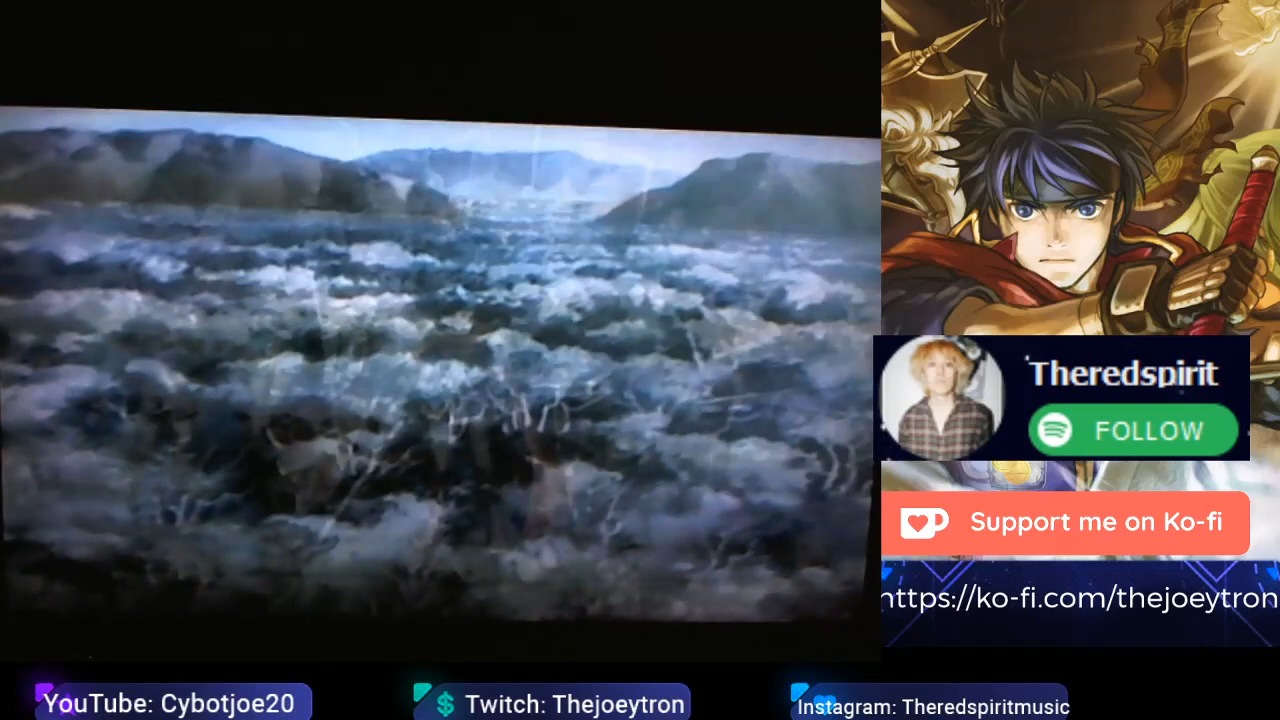 Theredspirit
FOLLOW
Support me on Ko-fi
https://ko-fi.com/thejoeytron
YouTube: Cybotjoe20
Twitch: Thejoeytron
Instagram: Theredspiritmusic